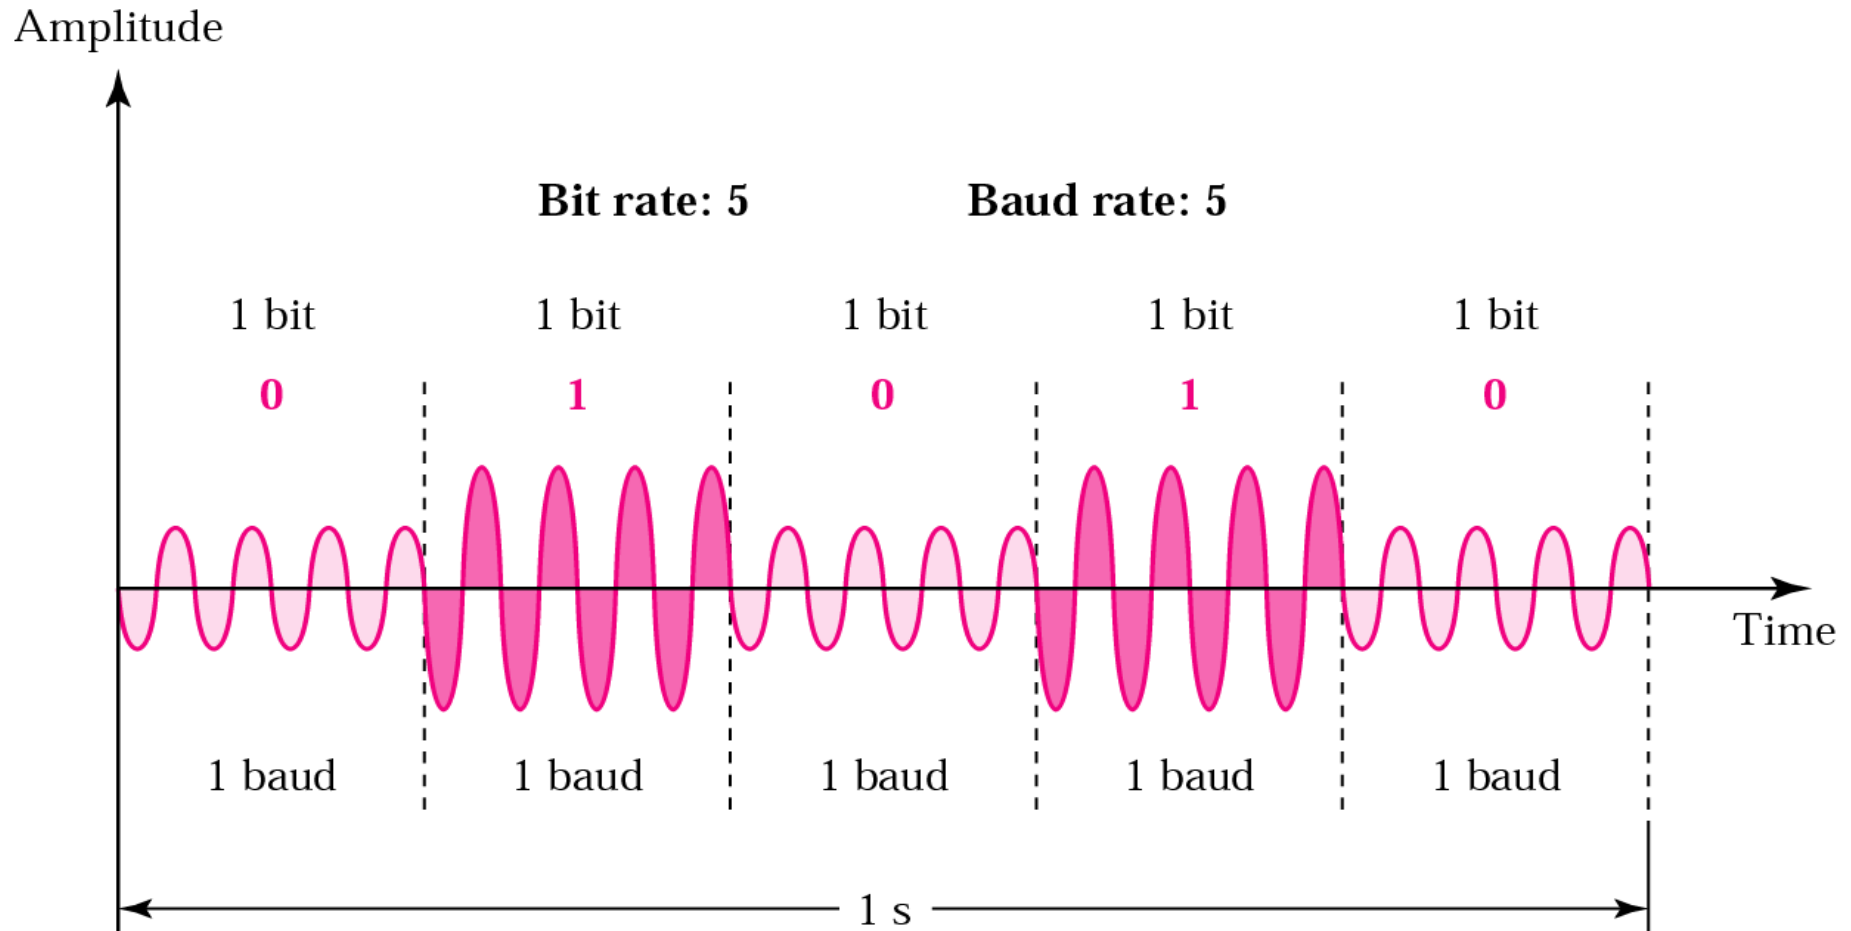 Amplitude
Bit rate: 5 Baud rate: 5
1 bit 1 bit 1 bit 1 bit 1 bit
0 1 0 1 0
Time
1 baud 1 baud 1 baud 1 baud 1 baud
1 s